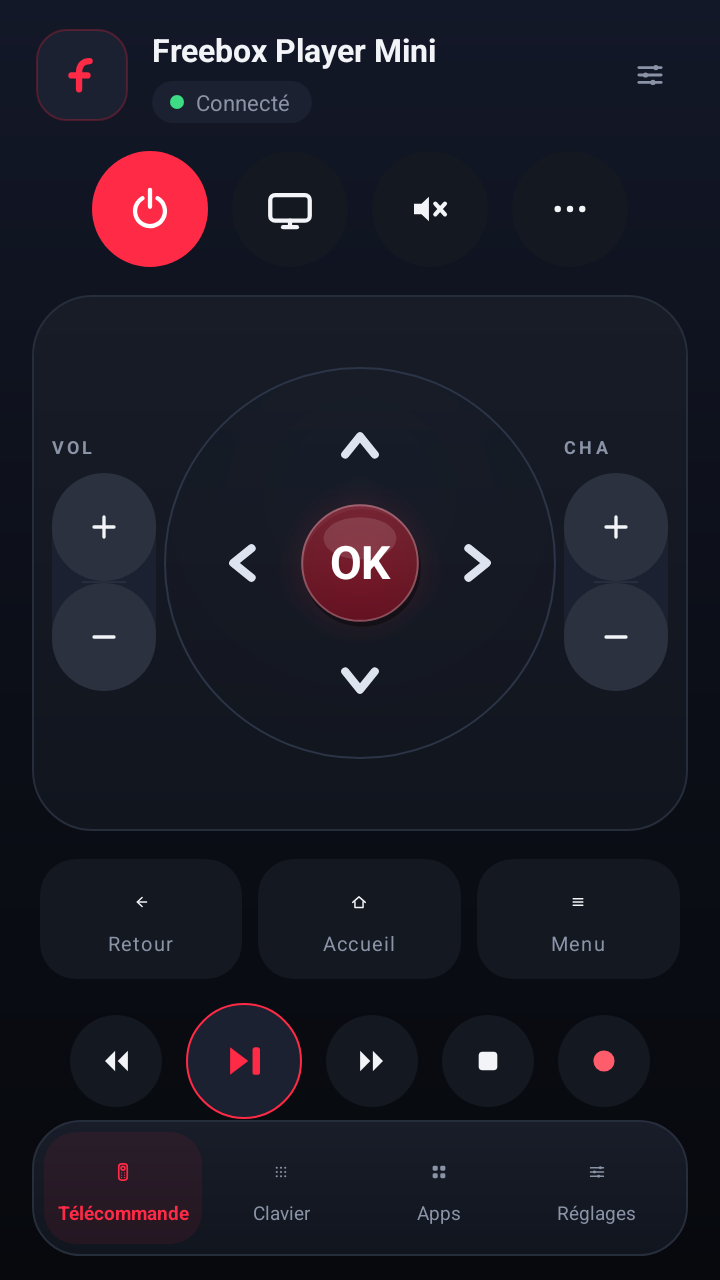 Freebox Player Mini
Connecté
VOL
CHA
OK
Retour
Accueil
Menu
Télécommande
Clavier
Apps
Réglages